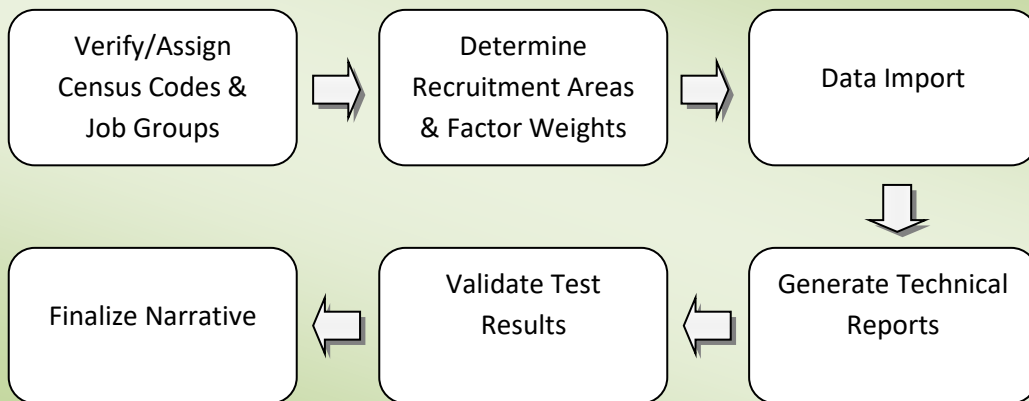 Verify/Assign
Census Codes &
Job Groups
Determine
Recruitment Areas
& Factor Weights
Data Import
Generate Technical
Reports
Validate Test
Results
Finalize Narrative